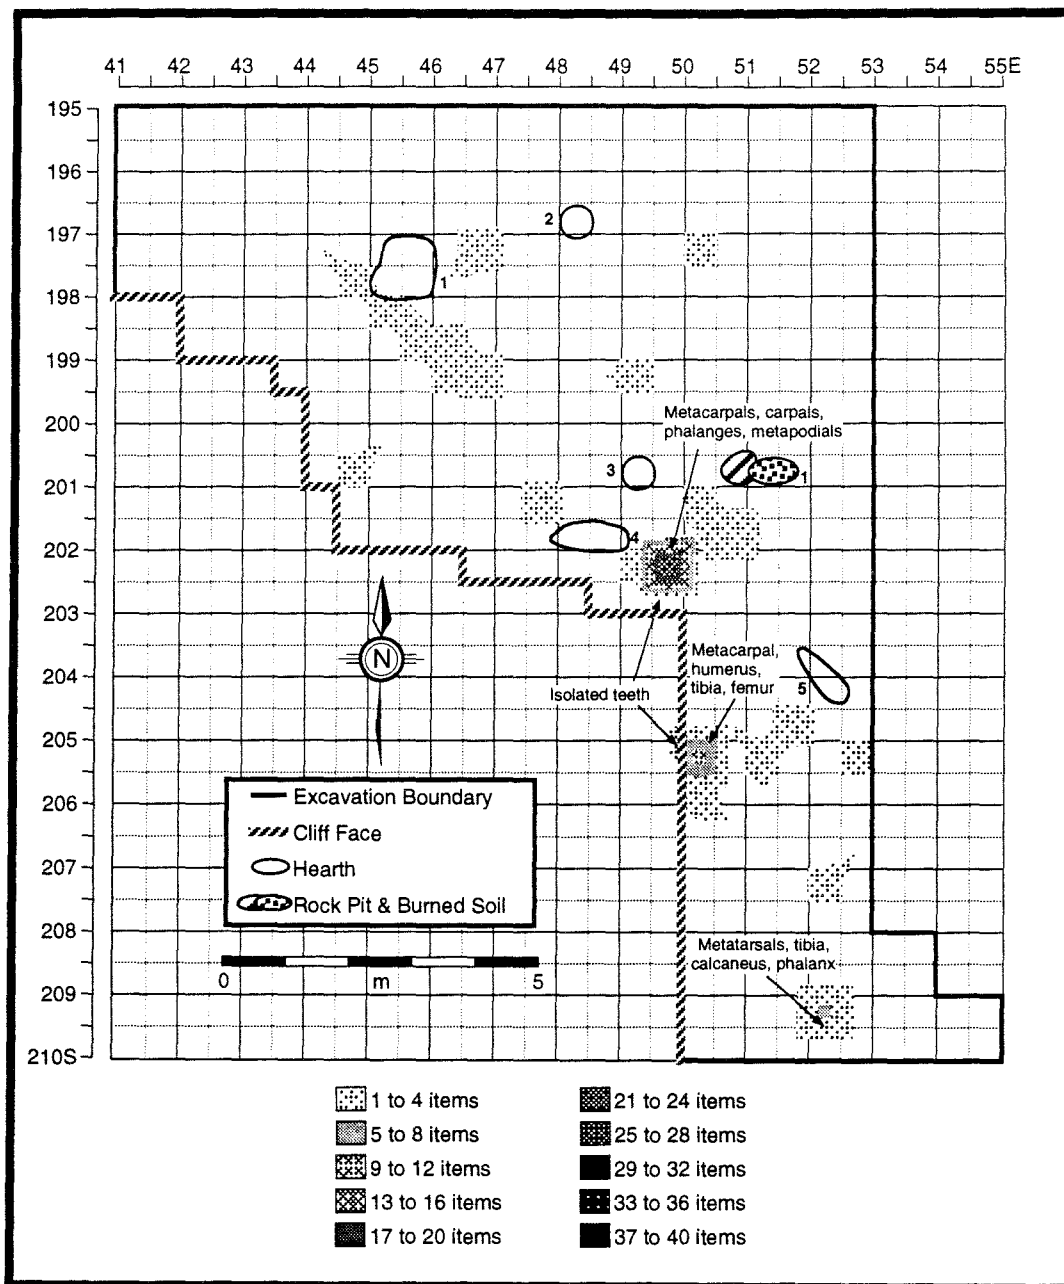 41 42 43 44 45 46 47 48 49 50 51 52 53 54 55E
195
196
2
197
1
198
199
200
Metacarpals, carpals,
phalanges, metapodials
3
1
201
4
202
203
N
Metacarpal,
humerus,
tibia, femur
204
Isolated teeth
5
205
Excavation Boundary
206
Cliff Face
207
Hearth
Rock Pit & Burned Soil
208
Metatarsals, tibia,
calcaneus, phalanx
0 m 5
209
210S
1 to 4 items
5 to 8 items
9 to 12 items
13 to 16 items
17 to 20 items
21 to 24 items
25 to 28 items
29 to 32 items
33 to 36 items
37 to 40 items